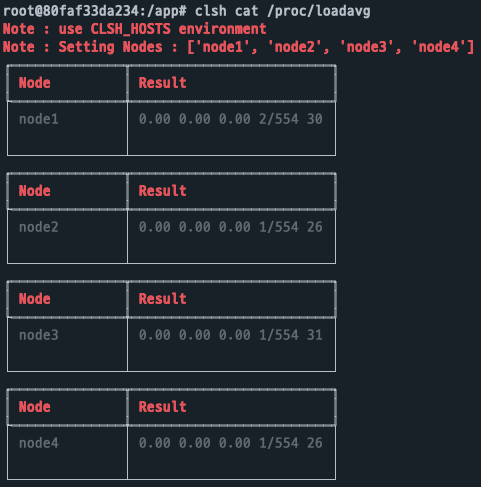 root@80faf33da234:/app# clsh cat /proc/loadavg
Note : use CLSH_HOSTS environment
Note : Setting Nodes : ['node1', 'node2', 'node3', 'node4']
Node Result
node1 0.00 0.00 0.00 2/554 30
Node Result
node2 0.00 0.00 0.00 1/554 26
Node Result
node3 0.00 0.00 0.00 1/554 31
Node Result
node4 0.00 0.00 0.00 1/554 26